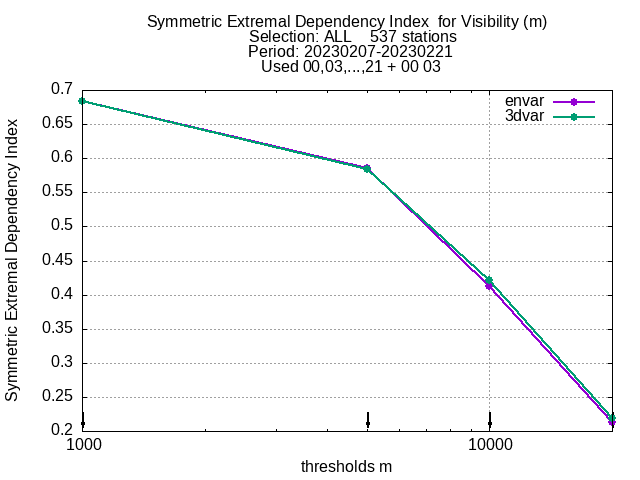 Symmetric Extremal Dependency Index  for Visibility (m)
Selection: ALL    537 stations
Period: 20230207-20230221
Used 00,03,...,21 + 00 03
envar
3dvar
0.7
0.65
0.6
0.55
0.5
0.45
0.4
0.35
0.3
0.25
0.2
Symmetric Extremal Dependency Index
1000
10000
thresholds m